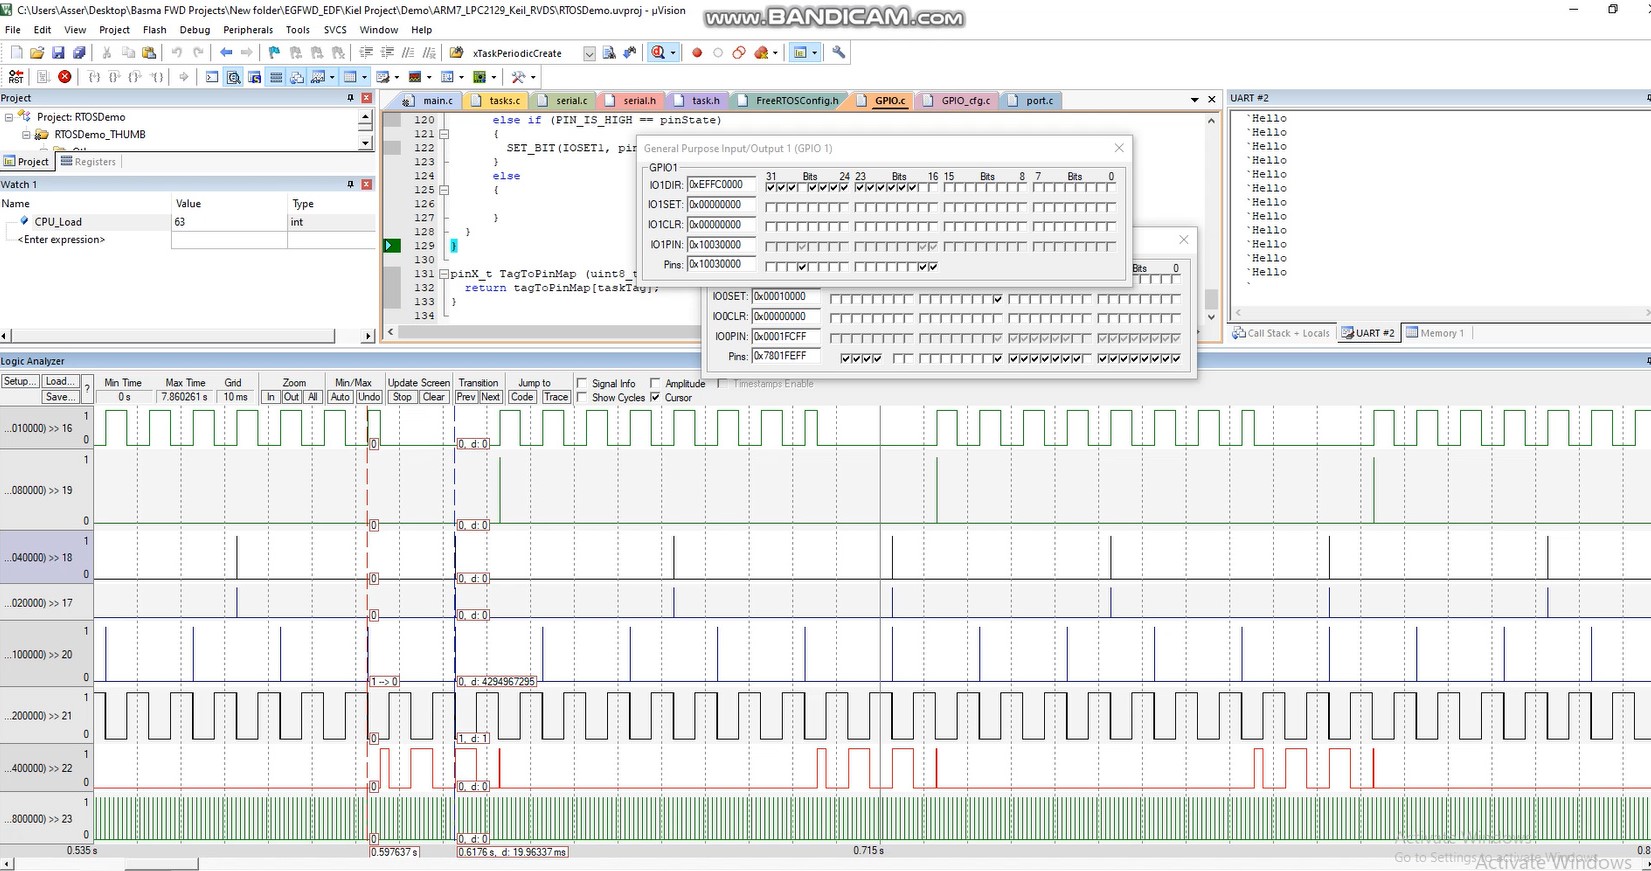 C:\Users\Asser\Desktop\Basma FWD Projects\New folder\EGFWD_EDF\Kiel Project\Demo\ARM7_LPC2129_Keil_RVDS\RTOSDemo.uvproj - µVision
www.BANDICAM.com
File Edit View Project Flash Debug Peripherals Tools SVCS Window Help
xTaskPeriodicCreate
RST
Project
Project: RTOSDemo
RTOSDemo_THUMB
Project Registers
Watch 1
Name Value Type
CPU_Load 63 int
<Enter expression>
main.c tasks.c serial.c serial.h task.h FreeRTOSConfig.h GPIO.c GPIO_cfg.c port.c
120 else if (PIN_IS_HIGH == pinState)
121 {
122 SET_BIT(IOSET1, pin
123 }
124 else
125 {
126
127 }
128 }
129 }
130
131 pinX_t TagToPinMap (uint8_t
132 return tagToPinMap[taskTag];
133 }
134
General Purpose Input/Output 1 (GPIO 1)
GPIO1
31 Bits 24 23 Bits 16 15 Bits 8 7 Bits 0
IO1DIR: 0xEFFC0000
IO1SET: 0x00000000
IO1CLR: 0x00000000
IO1PIN: 0x10030000
Pins: 0x10030000
Bits 0
IO0SET: 0x00010000
IO0CLR: 0x00000000
IO0PIN: 0x0001FCFF
Pins: 0x7801FEFF
UART #2
`Hello
`Hello
`Hello
`Hello
`Hello
`Hello
`Hello
`Hello
`Hello
`Hello
`Hello
`Hello
`
Call Stack + Locals UART #2 Memory 1
Logic Analyzer
Setup... Load... Save... ?
Min Time Max Time Grid Zoom Min/Max Update Screen Transition Jump to
0 s 7.860261 s 10 ms In Out All Auto Undo Stop Clear Prev Next Code Trace
Signal Info Amplitude Timestamps Enable
Show Cycles Cursor
1
...010000) >> 16
0
0 0, d: 0
1
...080000) >> 19
0
0 0, d: 0
1
...040000) >> 18
0
0 0, d: 0
...020000) >> 17
0 0, d: 0
1
...100000) >> 20
0
1 --> 0 0, d: 4294967295
1
...200000) >> 21
0
0 1, d: 1
1
...400000) >> 22
0
0 0, d: 0
1
...800000) >> 23
0
0 0, d: 0
0.535 s 0.597637 s 0.6176 s, d: 19.96337 ms 0.715 s 0.8
Activate Windows
Go to Settings to activate Windows.
Activate Windows